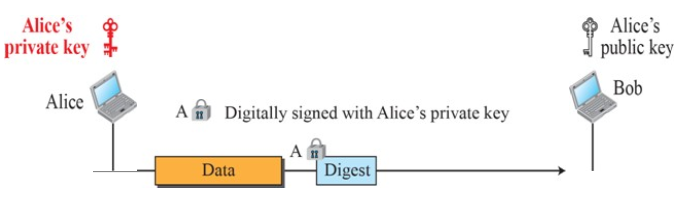 Alice's
private key
Alice's
public key
Alice
Bob
A Digitally signed with Alice's private key
A
Data
Digest